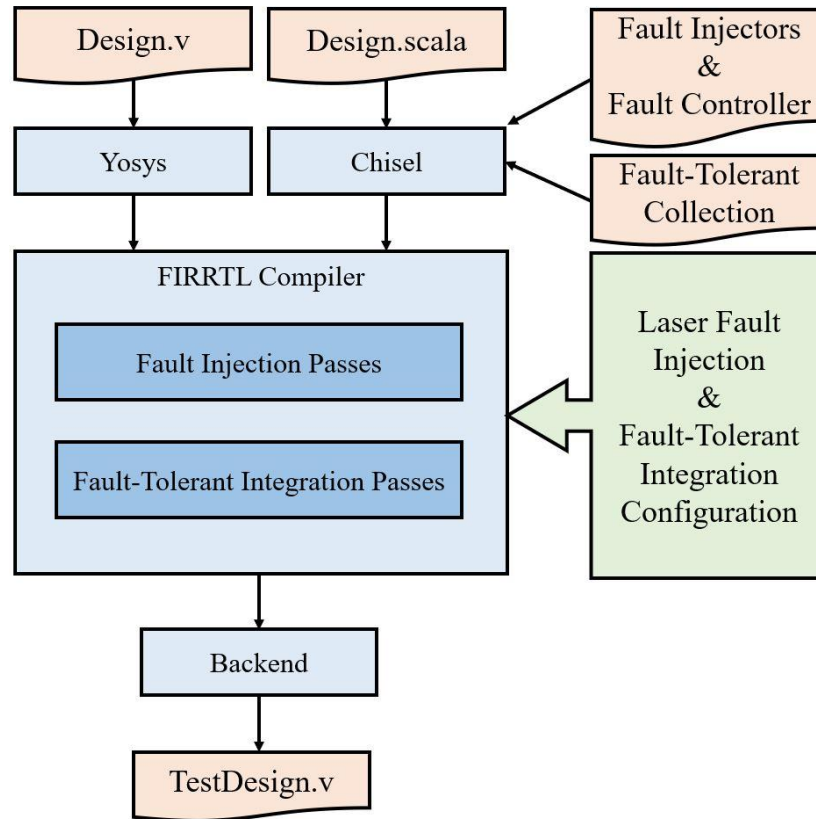 Design.v
Design.scala
Fault Injectors
&
Fault Controller
Yosys
Chisel
Fault-Tolerant
Collection
FIRRTL Compiler
Fault Injection Passes
Fault-Tolerant Integration Passes
Laser Fault
Injection
&
Fault-Tolerant
Integration
Configuration
Backend
TestDesign.v